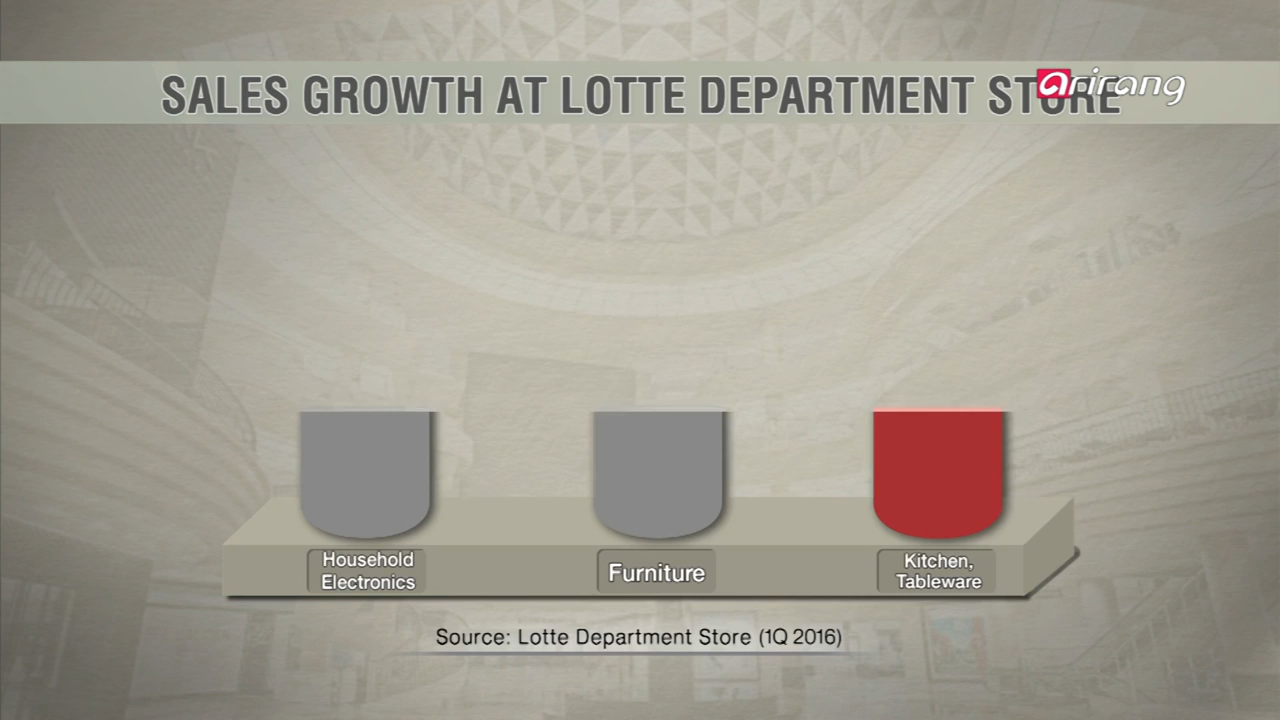 SALES GROWTH AT LOTTE DEPARTMENT STORE
arirang
Household
Electronics
Furniture
Kitchen,
Tableware
Source: Lotte Department Store (1Q 2016)